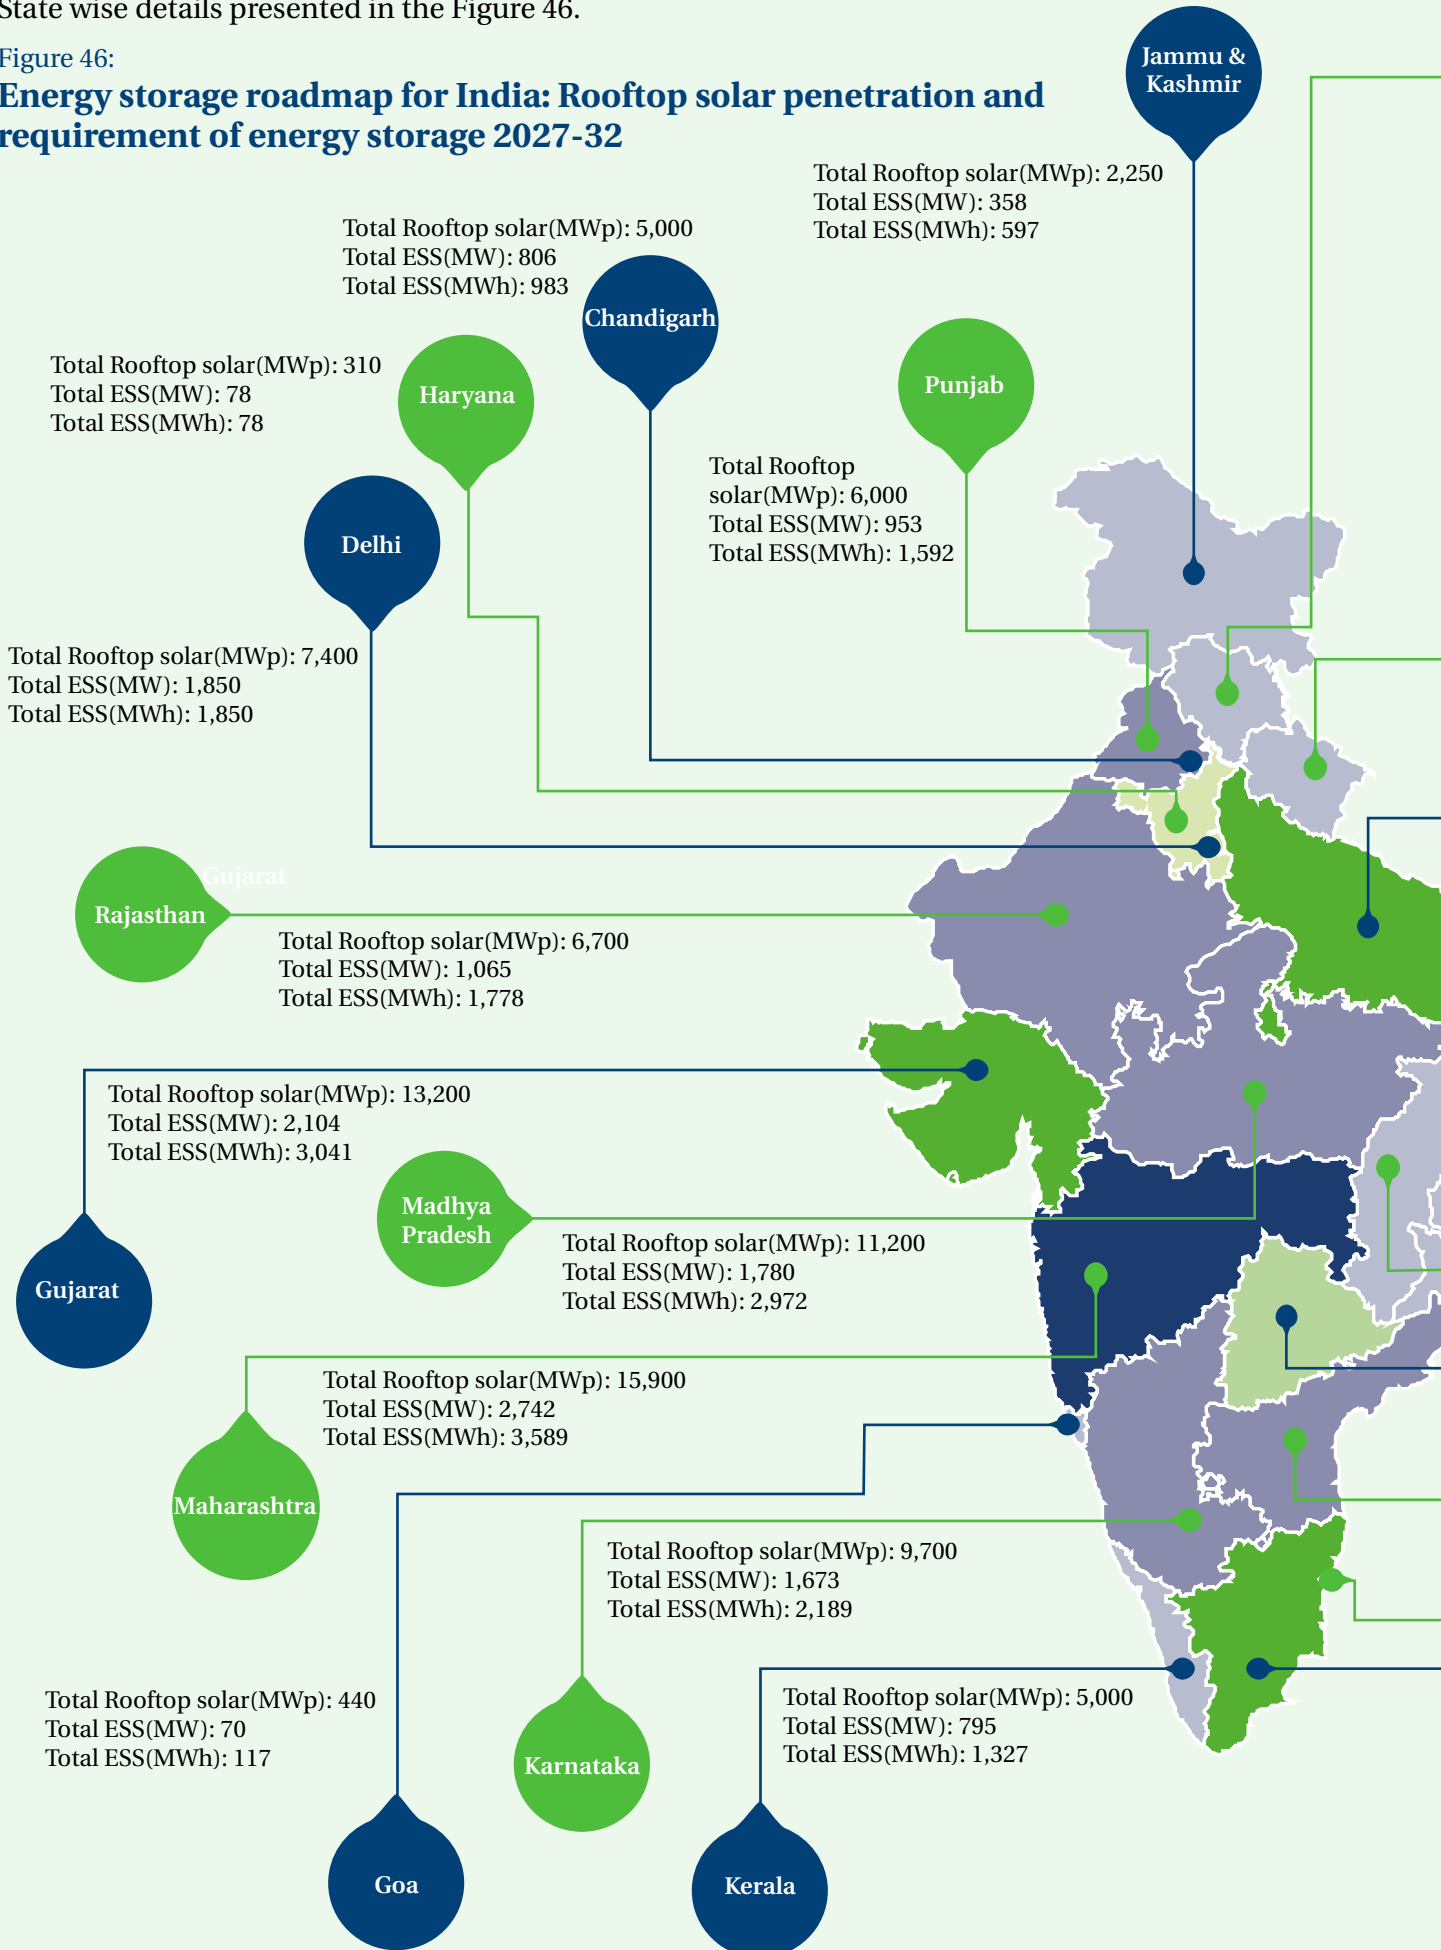 State wise details presented in the Figure 46.
Figure 46:
Energy storage roadmap for India: Rooftop solar penetration and
requirement of energy storage 2027-32
Jammu &
Kashmir
Total Rooftop solar(MWp): 2,250
Total ESS(MW): 358
Total ESS(MWh): 597
Total Rooftop solar(MWp): 5,000
Total ESS(MW): 806
Total ESS(MWh): 983
Chandigarh
Total Rooftop solar(MWp): 310
Total ESS(MW): 78
Total ESS(MWh): 78
Haryana
Punjab
Total Rooftop
solar(MWp): 6,000
Total ESS(MW): 953
Total ESS(MWh): 1,592
Delhi
Total Rooftop solar(MWp): 7,400
Total ESS(MW): 1,850
Total ESS(MWh): 1,850
Gujarat
Rajasthan
Total Rooftop solar(MWp): 6,700
Total ESS(MW): 1,065
Total ESS(MWh): 1,778
Total Rooftop solar(MWp): 13,200
Total ESS(MW): 2,104
Total ESS(MWh): 3,041
Gujarat
Madhya
Pradesh
Total Rooftop solar(MWp): 11,200
Total ESS(MW): 1,780
Total ESS(MWh): 2,972
Total Rooftop solar(MWp): 15,900
Total ESS(MW): 2,742
Total ESS(MWh): 3,589
Maharashtra
Total Rooftop solar(MWp): 9,700
Total ESS(MW): 1,673
Total ESS(MWh): 2,189
Karnataka
Total Rooftop solar(MWp): 440
Total ESS(MW): 70
Total ESS(MWh): 117
Goa
Total Rooftop solar(MWp): 5,000
Total ESS(MW): 795
Total ESS(MWh): 1,327
Kerala